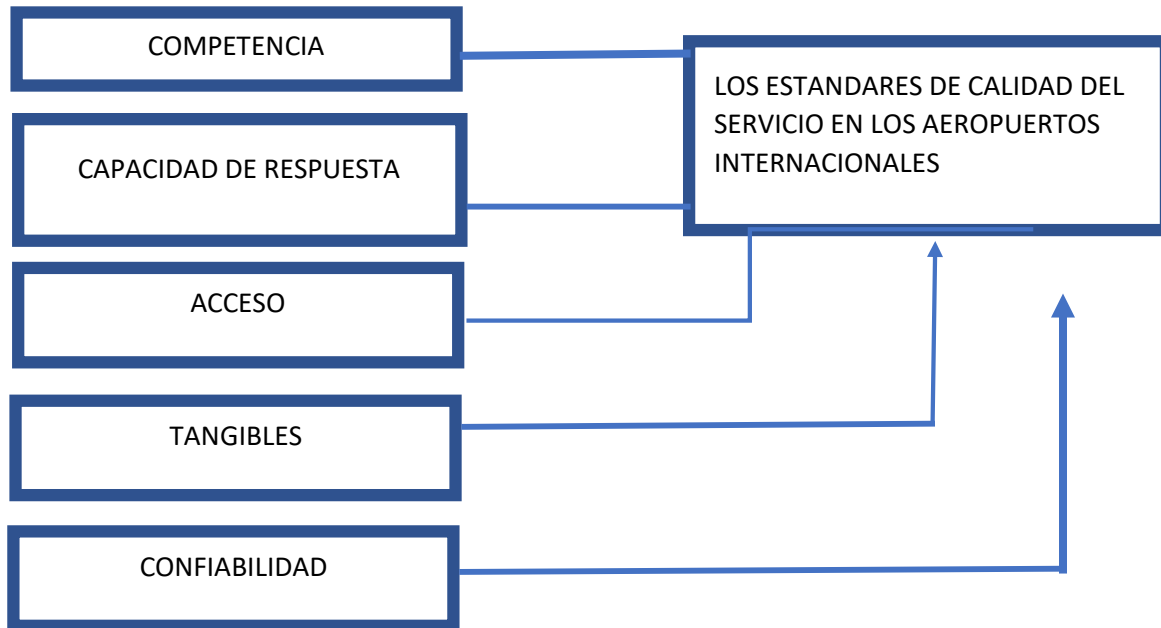 COMPETENCIA
LOS ESTANDARES DE CALIDAD DEL
SERVICIO EN LOS AEROPUERTOS
INTERNACIONALES
CAPACIDAD DE RESPUESTA
ACCESO
TANGIBLES
CONFIABILIDAD